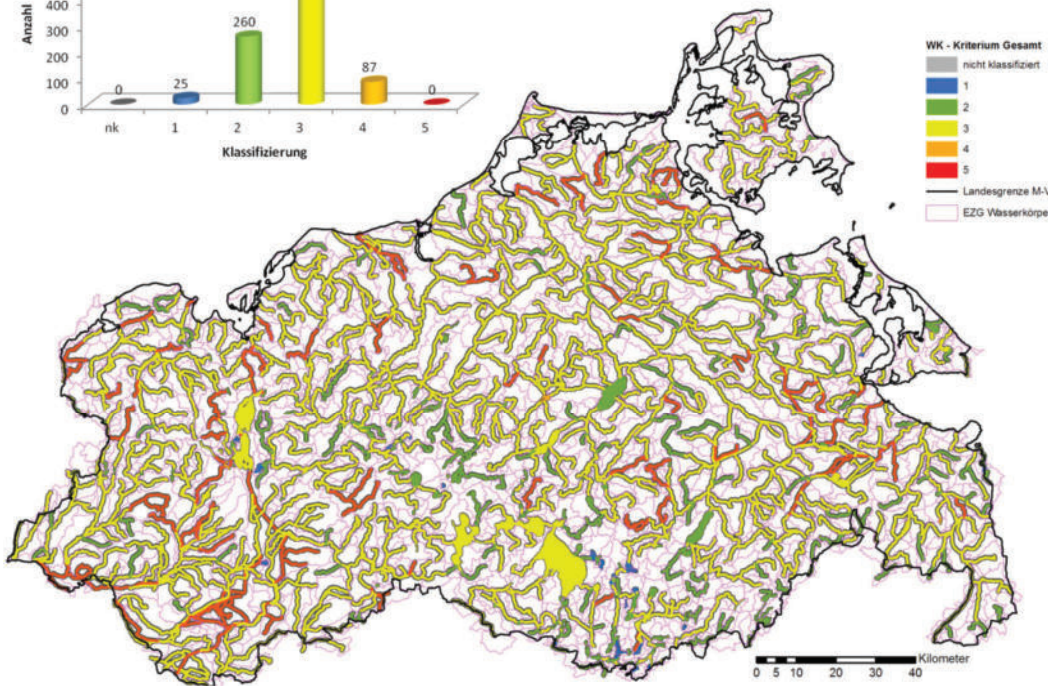 Anzahl
400
300
200
100
0
0
25
260
87
0
nk 1 2 3 4 5
Klassifizierung
WK - Kriterium Gesamt
nicht klassifiziert
1
2
3
4
5
Landesgrenze M-V
EZG Wasserkörpe
Kilometer
0 5 10 20 30 40